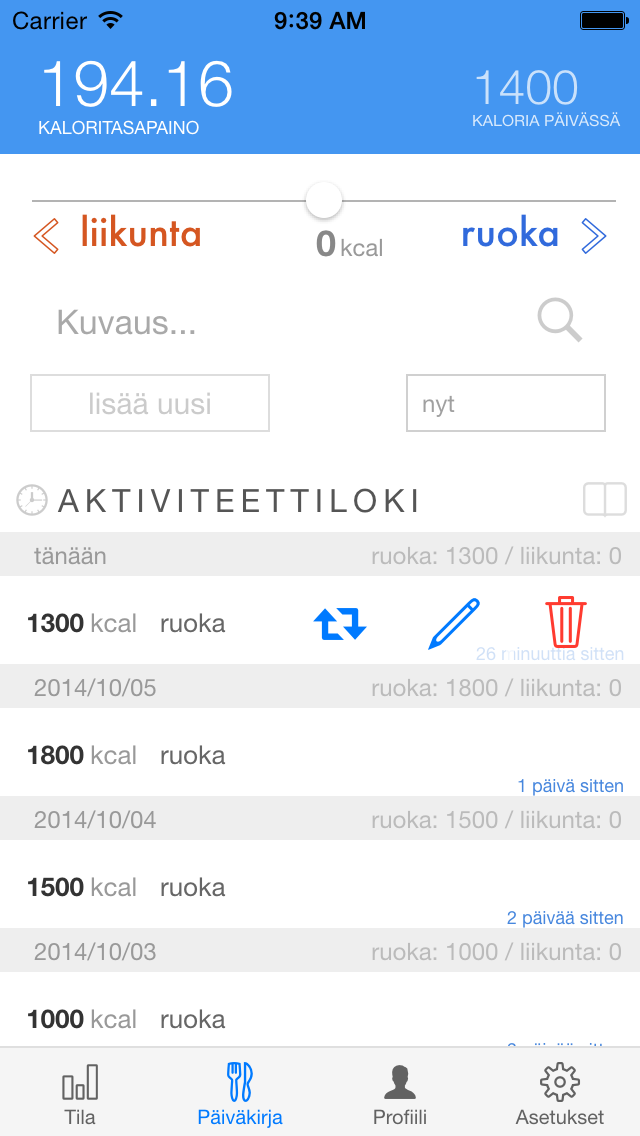 Carrier 9:39 AM
194.16 1400
KALORITASAPAINO KALORIA PÄIVÄSSÄ
liikunta 0 kcal ruoka
Kuvaus...
lisää uusi nyt
AKTIVITEETTILOKI
tänään ruoka: 1300 / liikunta: 0
1300 kcal ruoka
26 minuuttia sitten
2014/10/05 ruoka: 1800 / liikunta: 0
1800 kcal ruoka
1 päivä sitten
2014/10/04 ruoka: 1500 / liikunta: 0
1500 kcal ruoka
2 päivää sitten
2014/10/03 ruoka: 1000 / liikunta: 0
1000 kcal ruoka
Tila Päiväkirja Profiili Asetukset